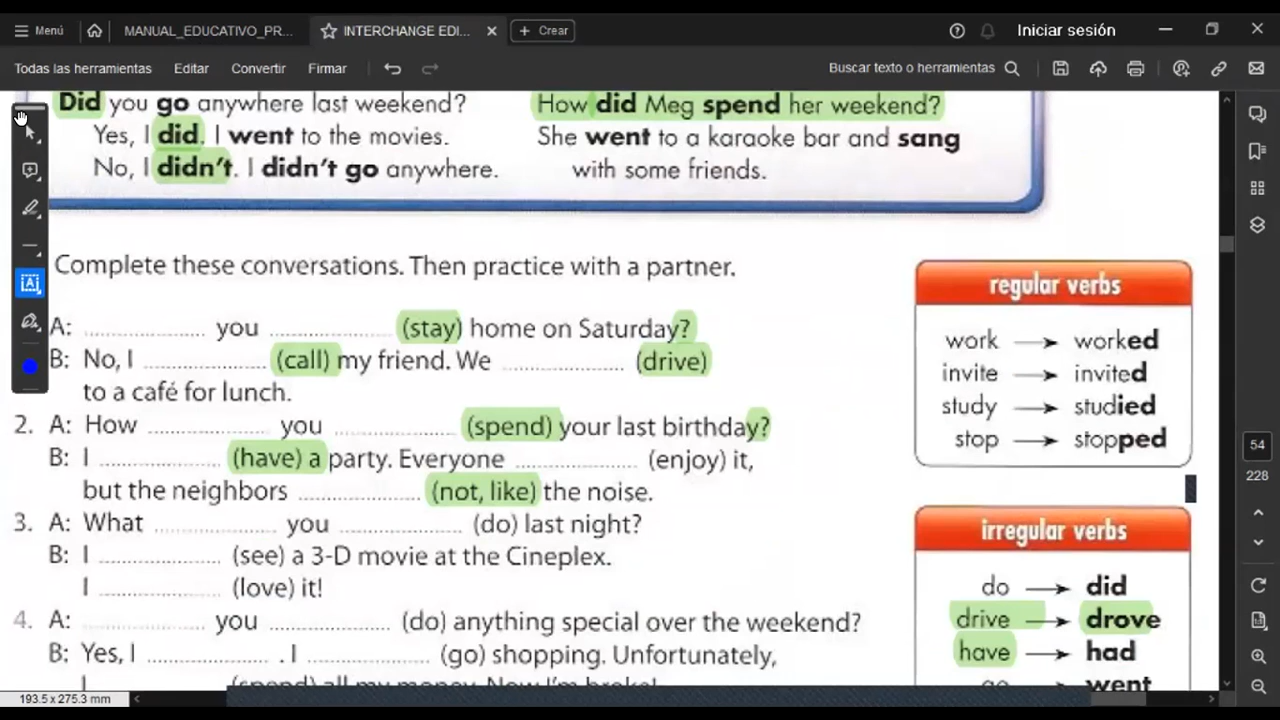 Menú MANUAL_EDUCATIVO_PR... INTERCHANGE EDI... Crear Iniciar sesión
Todas las herramientas Editar Convertir Firmar Buscar texto o herramientas
Did you go anywhere last weekend?
Yes, I did. I went to the movies.
No, I didn't. I didn't go anywhere.
How did Meg spend her weekend?
She went to a karaoke bar and sang
with some friends.
Complete these conversations. Then practice with a partner.
A: .................... you .................... (stay) home on Saturday?
B: No, I .................... (call) my friend. We .................... (drive)
to a café for lunch.
2. A: How .................... you .................... (spend) your last birthday?
B: I .................... (have) a party. Everyone .................... (enjoy) it,
but the neighbors .................... (not, like) the noise.
3. A: What .................... you .................... (do) last night?
B: I .................... (see) a 3-D movie at the Cineplex.
I .................... (love) it!
4. A: .................... you .................... (do) anything special over the weekend?
B: Yes, I .................... . I .................... (go) shopping. Unfortunately,
I .................... (spend) all my money. Now I'm broke!
regular verbs
work worked
invite invited
study studied
stop stopped
irregular verbs
do did
drive drove
have had
go went
54
228
193.5 x 275.3 mm